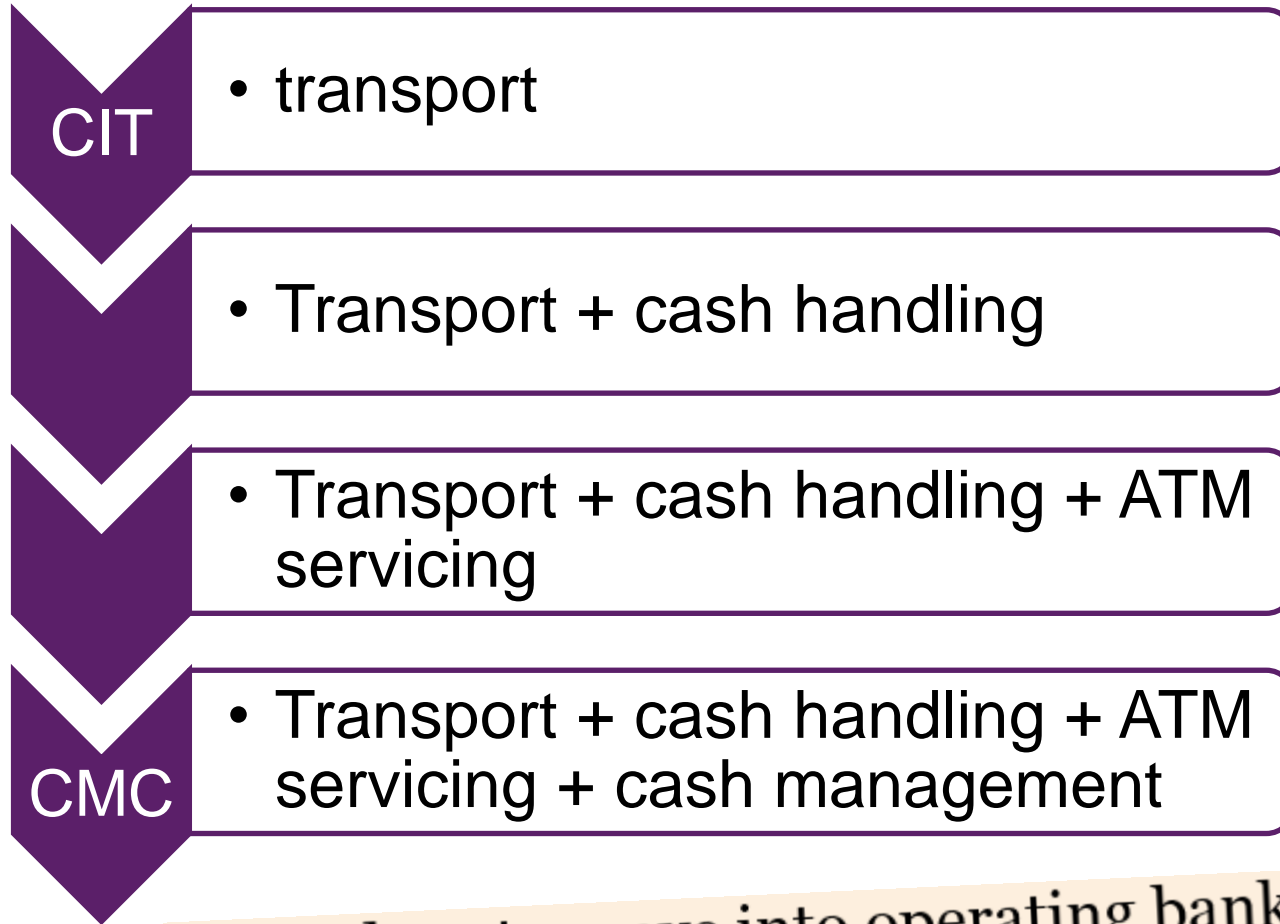 CIT
• transport
• Transport + cash handling
• Transport + cash handling + ATM
servicing
CMC
• Transport + cash handling + ATM
servicing + cash management
into operating bank